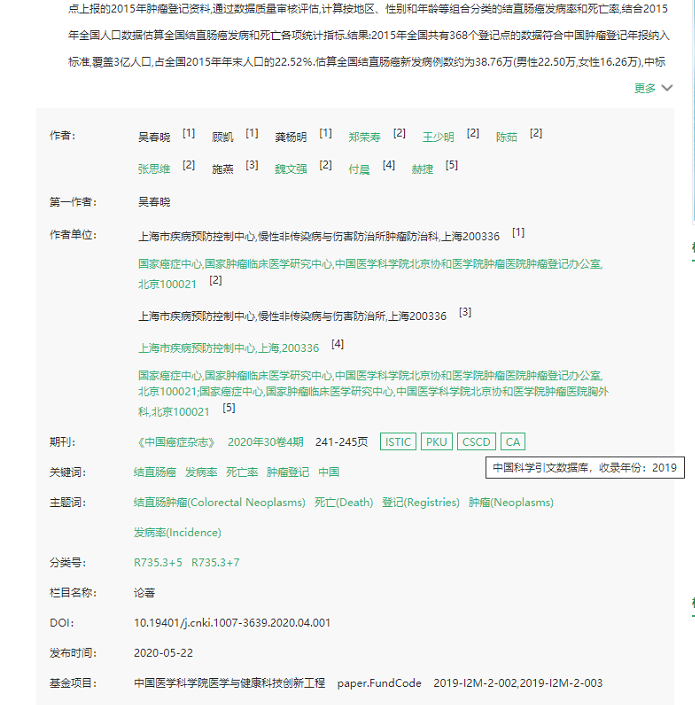 点上报的2015年肿瘤登记资料,通过数据质量审核评估,计算按地区、性别和年龄等组合分类的结直肠癌发病率和死亡率,结合2015
年全国人口数据估算全国结直肠癌发病和死亡各项统计指标.结果:2015年全国共有368个登记点的数据符合中国肿瘤登记年报纳入
标准,覆盖3亿人口,占全国2015年年末人口的22.52%.估算全国结直肠癌新发病例数约为38.76万(男性22.50万,女性16.26万),中标
更多
作者： 吴春晓 [1] 顾凯 [1] 龚杨明 [1] 郑荣寿 [2] 王少明 [2] 陈茹 [2]
张思维 [2] 施燕 [3] 魏文强 [2] 付晨 [4] 赫捷 [5]
第一作者： 吴春晓
作者单位： 上海市疾病预防控制中心,慢性非传染病与伤害防治所肿瘤防治科,上海200336 [1]
国家癌症中心,国家肿瘤临床医学研究中心,中国医学科学院北京协和医学院肿瘤医院肿瘤登记办公室,
北京100021 [2]
上海市疾病预防控制中心,慢性非传染病与伤害防治所,上海200336 [3]
上海市疾病预防控制中心,上海,200336 [4]
国家癌症中心,国家肿瘤临床医学研究中心,中国医学科学院北京协和医学院肿瘤医院肿瘤登记办公室,
北京100021;国家癌症中心,国家肿瘤临床医学研究中心,中国医学科学院北京协和医学院肿瘤医院胸外
科,北京100021 [5]
期刊： 《中国癌症杂志》 2020年30卷4期 241-245页 ISTIC PKU CSCD CA
中国科学引文数据库，收录年份：2019
关键词： 结直肠癌 发病率 死亡率 肿瘤登记 中国
主题词： 结直肠肿瘤(Colorectal Neoplasms) 死亡(Death) 登记(Registries) 肿瘤(Neoplasms)
发病率(Incidence)
分类号： R735.3+5 R735.3+7
栏目名称： 论著
DOI： 10.19401/j.cnki.1007-3639.2020.04.001
发布时间： 2020-05-22
基金项目： 中国医学科学院医学与健康科技创新工程 paper.FundCode 2019-I2M-2-002,2019-I2M-2-003